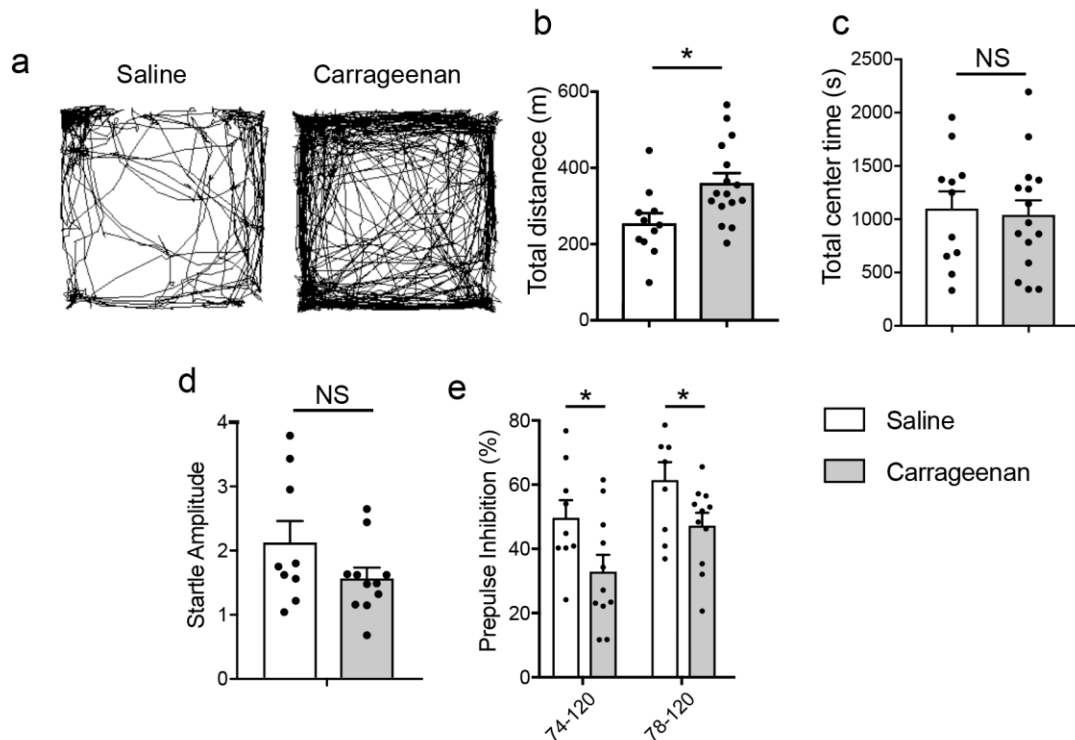 a
Saline
Carrageenan
b
*
Total distanece (m)
600
400
200
0
c
NS
Total center time (s)
2500
2000
1500
1000
500
0
d
NS
Startle Amplitude
4
3
2
1
0
e
*
*
Prepulse Inhibition (%)
80
60
40
20
0
74-120
78-120
Saline
Carrageenan